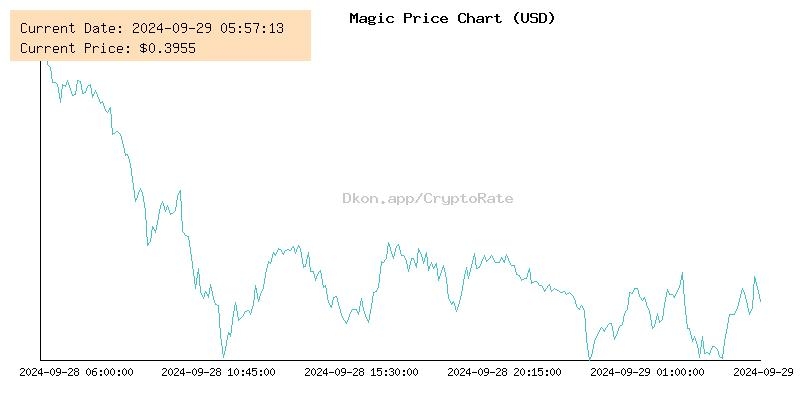 Magic Price Chart (USD)
Current Date: 2024-09-29 05:57:13
Current Price: $0.3955
Dkon.app/CryptoRate
2024-09-28 06:00:00 2024-09-28 10:45:00 2024-09-28 15:30:00 2024-09-28 20:15:00 2024-09-29 01:00:00 2024-09-29